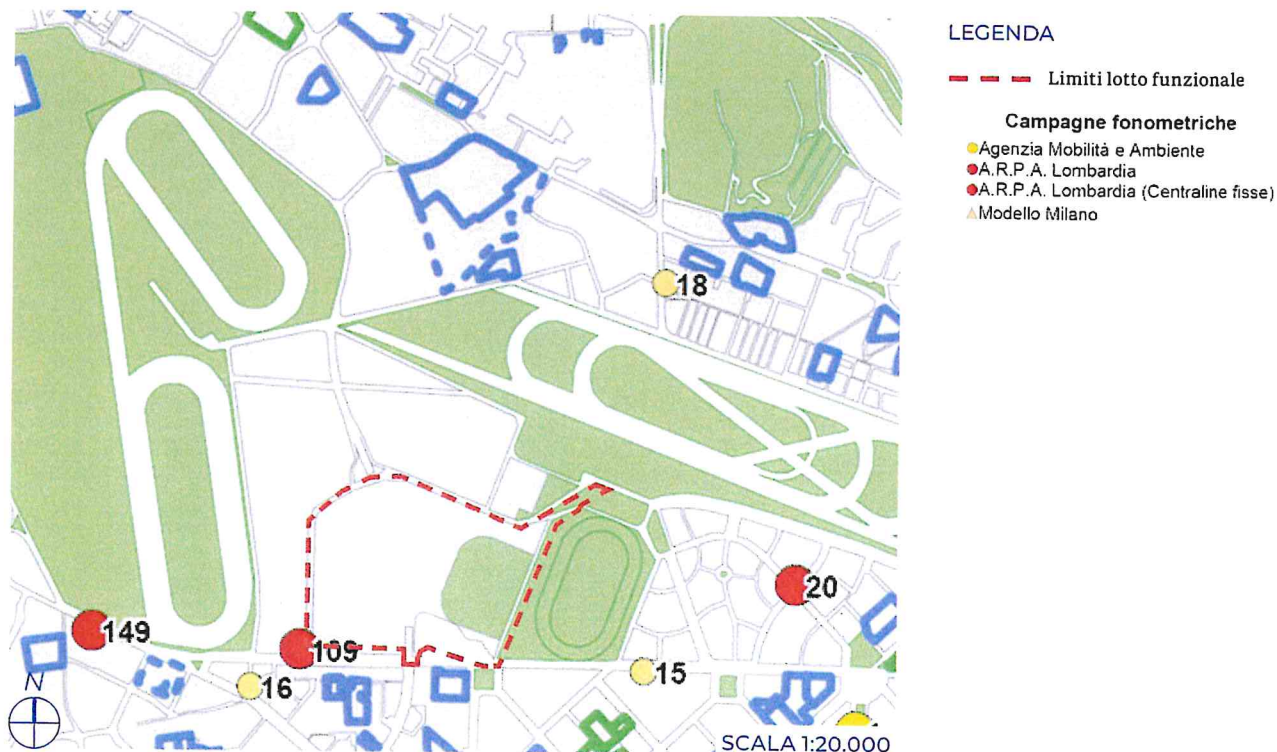 LEGENDA
Limiti lotto funzionale
Campagne fonometriche
Agenzia Mobilità e Ambiente
A.R.P.A. Lombardia
A.R.P.A. Lombardia (Centraline fisse)
Modello Milano
18
20
149
109
16
15
N
SCALA 1:20.000